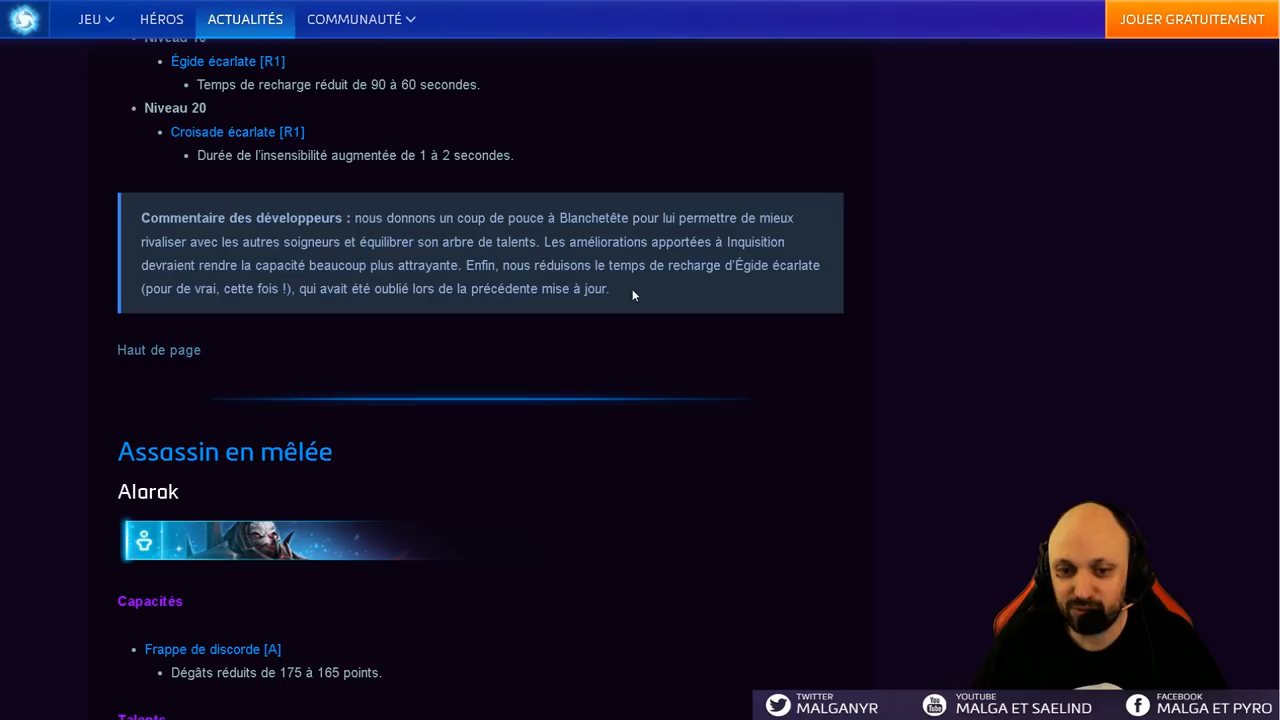 JEU
HÉROS
ACTUALITÉS
COMMUNAUTÉ
JOUER GRATUITEMENT
Niveau 16
Égide écarlate [R1]
Temps de recharge réduit de 90 à 60 secondes.
Niveau 20
Croisade écarlate [R1]
Durée de l'insensibilité augmentée de 1 à 2 secondes.
Commentaire des développeurs : nous donnons un coup de pouce à Blanchetête pour lui permettre de mieux
rivaliser avec les autres soigneurs et équilibrer son arbre de talents. Les améliorations apportées à Inquisition
devraient rendre la capacité beaucoup plus attrayante. Enfin, nous réduisons le temps de recharge d'Égide écarlate
(pour de vrai, cette fois !), qui avait été oublié lors de la précédente mise à jour.
Haut de page
Assassin en mêlée
Alarak
Capacités
Frappe de discorde [A]
Dégâts réduits de 175 à 165 points.
Talents
TWITTER
MALGANYR
YOUTUBE
MALGA ET SAELIND
FACEBOOK
MALGA ET PYRO